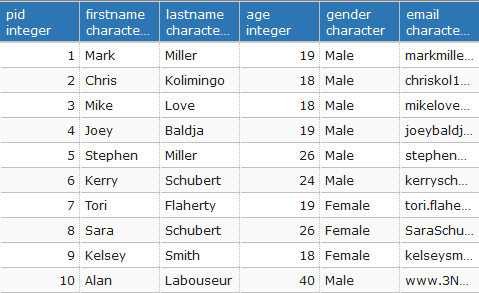 pid firstname lastname age gender email
integer characte... characte... integer character characte...
1 Mark Miller 19 Male markmille...
2 Chris Kolimingo 18 Male chriskol1...
3 Mike Love 18 Male mikelove...
4 Joey Baldja 19 Male joeybaldj...
5 Stephen Miller 26 Male stephen...
6 Kerry Schubert 24 Male kerrysch...
7 Tori Flaherty 19 Female tori.flahe...
8 Sara Schubert 26 Female SaraSchu...
9 Kelsey Smith 18 Female kelseysm...
10 Alan Labouseur 40 Male www.3N...